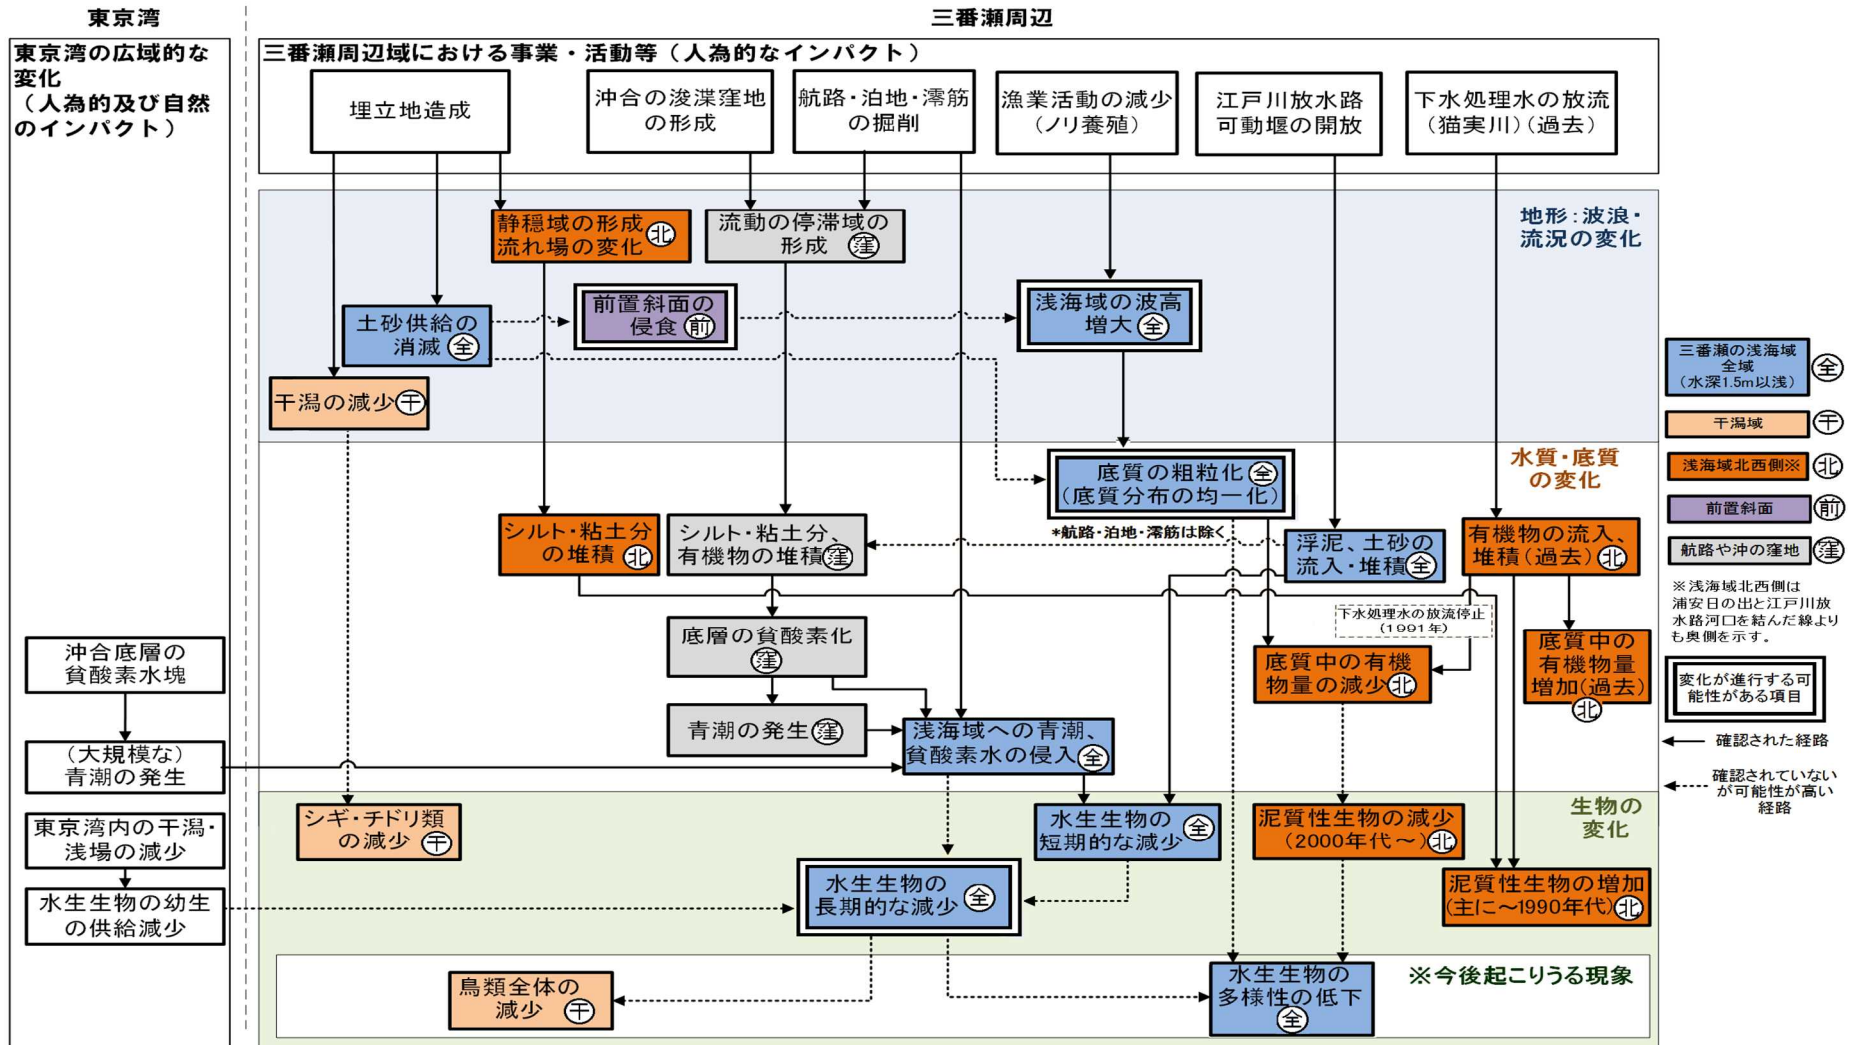 東京湾
三番瀬周辺
東京湾の広域的な
変化
（人為的及び自然
のインパクト）
三番瀬周辺域における事業・活動等（人為的なインパクト）
埋立地造成
沖合の浚渫窪地
の形成
航路・泊地・澪筋
の掘削
漁業活動の減少
（ノリ養殖）
江戸川放水路
可動堰の開放
下水処理水の放流
（猫実川）（過去）
地形：波浪・
流況の変化
静穏域の形成
流れ場の変化
北
流動の停滞域の
形成
窪
土砂供給の
消滅
全
前置斜面の
侵食
前
浅海域の波高
増大
全
干潟の減少
干
水質・底質
の変化
底質の粗粒化
全
（底質分布の均一化）
シルト・粘土分
の堆積
北
シルト・粘土分、
有機物の堆積
窪
*航路・泊地・澪筋は除く
浮泥、土砂の
流入・堆積
全
有機物の流入、
堆積（過去）
北
下水処理水の放流停止
（1991年）
底層の貧酸素化
窪
底質中の有機
物量の減少
北
底質中の
有機物量
増加（過去）
北
沖合底層の
貧酸素水塊
（大規模な）
青潮の発生
青潮の発生
窪
浅海域への青潮、
貧酸素水の侵入
全
生物の
変化
東京湾内の干潟・
浅場の減少
水生生物の幼生
の供給減少
シギ・チドリ類
の減少
干
水生生物の
短期的な減少
全
泥質性生物の減少
（2000年代～）
北
水生生物の
長期的な減少
全
泥質性生物の増加
（主に～1990年代）
北
鳥類全体の
減少
干
水生生物の
多様性の低下
全
※今後起こりうる現象
三番瀬の浅海域
全域
（水深1.5m以浅）
全
干潟域
干
浅海域北西側※
北
前置斜面
前
航路や沖の窪地
窪
※浅海域北西側は
浦安日の出と江戸川放
水路河口を結んだ線より
も奥側を示す。
変化が進行する可
能性がある項目
確認された経路
確認されていない
が可能性が高い
経路